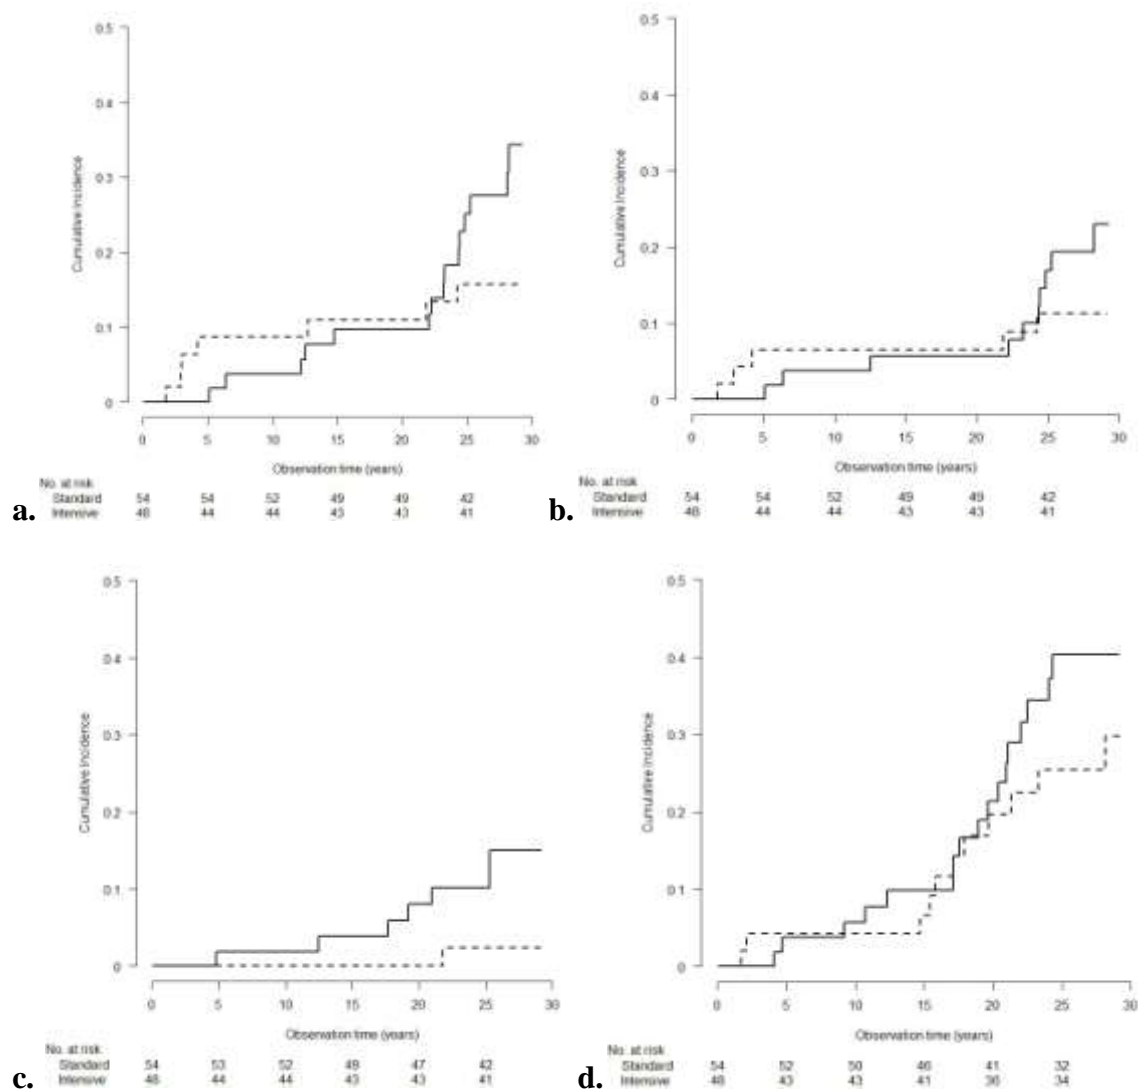 0.5
0.4
0.3
0.2
0.1
0
Cumulative incidence
0 5 10 15 20 25 30
Observation time (years)
No. at risk
Standard 54 54 52 49 49 42
Intensive 46 44 44 43 43 41
a.
0.5
0.4
0.3
0.2
0.1
0
Cumulative incidence
0 5 10 15 20 25 30
Observation time (years)
No. at risk
Standard 54 54 52 49 49 42
Intensive 46 44 44 43 43 41
b.
0.5
0.4
0.3
0.2
0.1
0
Cumulative incidence
0 5 10 15 20 25 30
Observation time (years)
No. at risk
Standard 54 53 52 49 47 42
Intensive 46 44 44 43 43 41
c.
0.5
0.4
0.3
0.2
0.1
0
Cumulative incidence
0 5 10 15 20 25 30
Observation time (years)
No. at risk
Standard 54 52 50 46 41 32
Intensive 46 43 43 41 36
d.